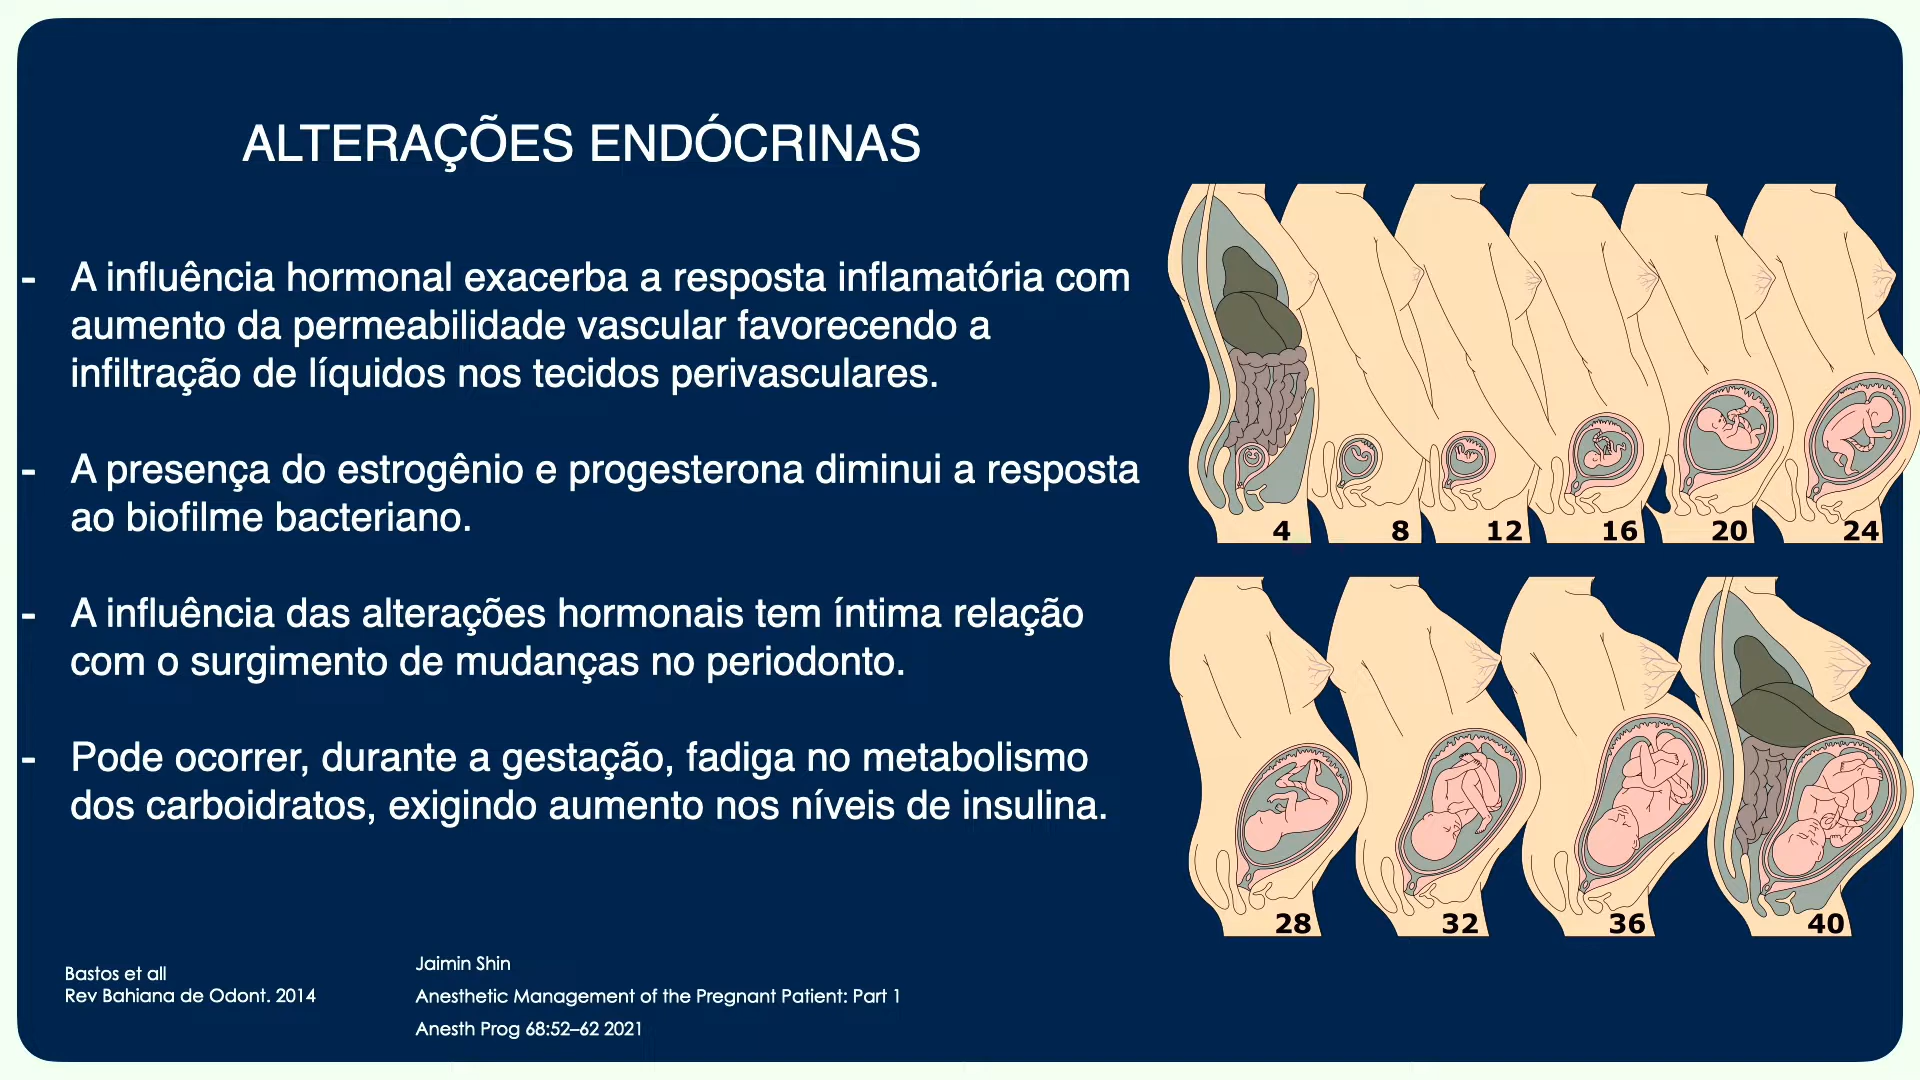 ALTERAÇÕES ENDÓCRINAS
- A influência hormonal exacerba a resposta inflamatória com
aumento da permeabilidade vascular favorecendo a
infiltração de líquidos nos tecidos perivasculares.
- A presença do estrogênio e progesterona diminui a resposta
ao biofilme bacteriano.
- A influência das alterações hormonais tem íntima relação
com o surgimento de mudanças no periodonto.
- Pode ocorrer, durante a gestação, fadiga no metabolismo
dos carboidratos, exigindo aumento nos níveis de insulina.
4 8 12 16 20 24
28 32 36 40
Bastos et all
Rev Bahiana de Odont. 2014
Jaimin Shin
Anesthetic Management of the Pregnant Patient: Part 1
Anesth Prog 68:52–62 2021